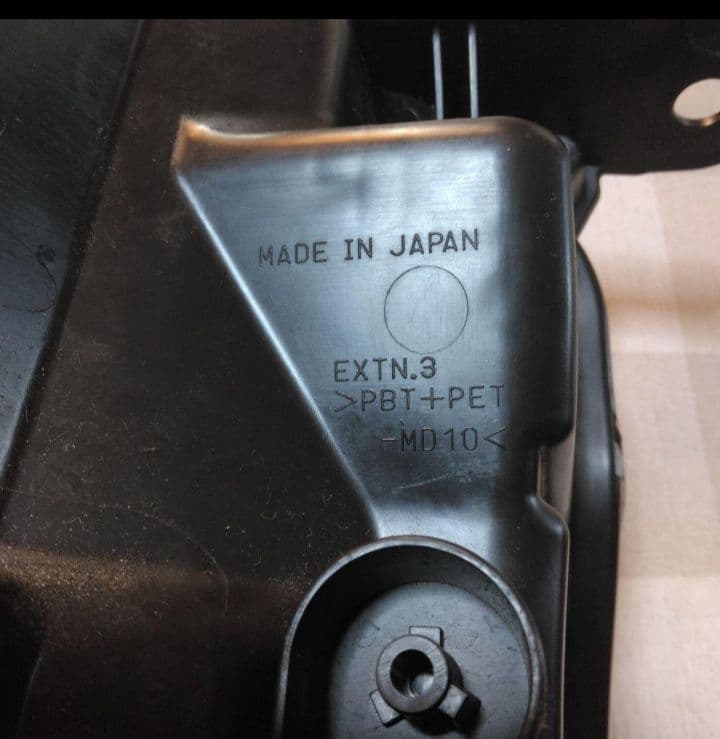 MADE IN JAPAN
EXTN.3
>PBT+PET
-MD10<